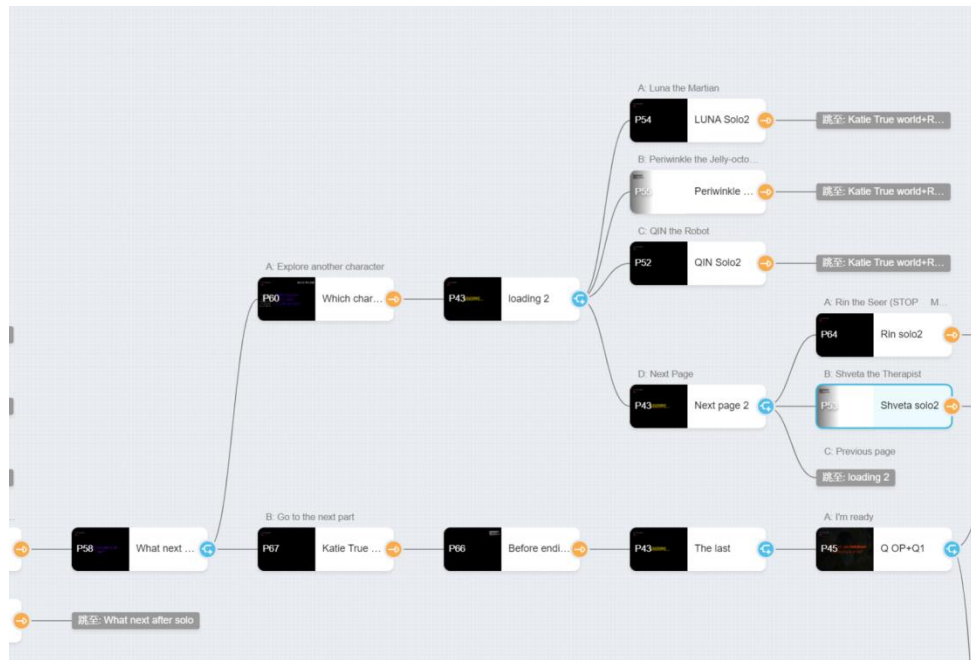 A: Luna the Martian
P54 LUNA Solo2
跳至: Katie True world+R...
B: Periwinkle the Jelly-octo...
P55 Periwinkle ...
跳至: Katie True world+R...
C: QIN the Robot
P52 QIN Solo2
跳至: Katie True world+R...
A: Explore another character
P60 Which char...
P43 loading 2
A: Rin the Seer (STOP M...
P64 Rin solo2
D: Next Page
P43 Next page 2
B: Shveta the Therapist
P53 Shveta solo2
C: Previous page
跳至: loading 2
P58 What next ...
B: Go to the next part
P67 Katie True ...
P66 Before endi...
P43 The last
A: I'm ready
P45 Q OP+Q1
跳至: What next after solo